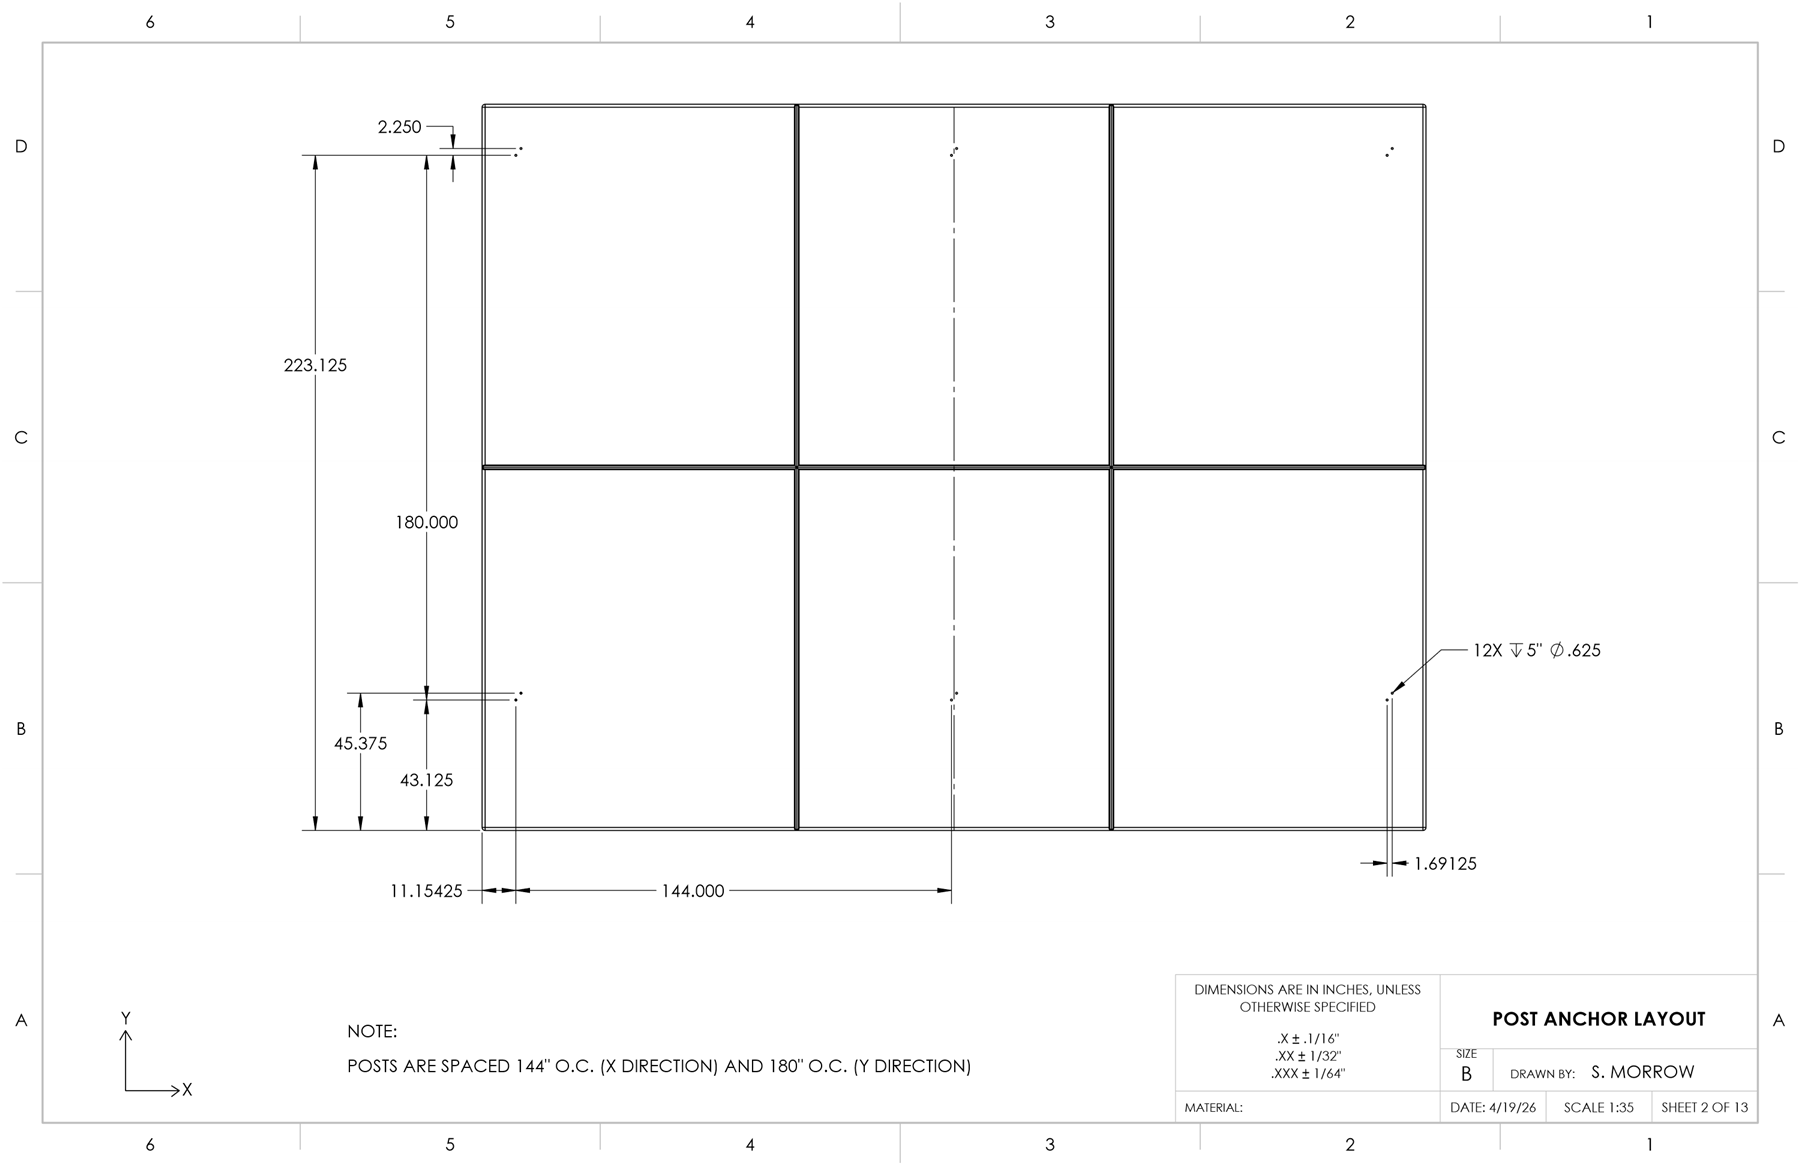 6 5 4 3 2 1
D D
2.250
223.125
C C
180.000
12X ↧ 5" ⌀ .625
B B
45.375
43.125
1.69125
11.15425
144.000
DIMENSIONS ARE IN INCHES, UNLESS
OTHERWISE SPECIFIED
.X ± .1/16"
.XX ± 1/32"
.XXX ± 1/64"
MATERIAL:
POST ANCHOR LAYOUT
SIZE
B
DRAWN BY: S. MORROW
DATE: 4/19/26 SCALE 1:35 SHEET 2 OF 13
A A
Y
X
NOTE:
POSTS ARE SPACED 144" O.C. (X DIRECTION) AND 180" O.C. (Y DIRECTION)
6 5 4 3 2 1